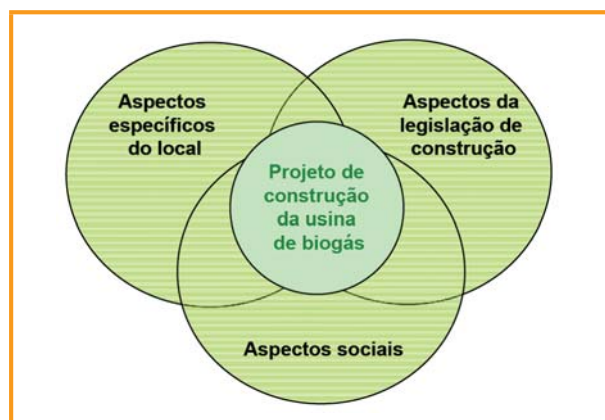 Aspectos
específicos
do local
Aspectos da
legislação de
construção
Projeto de
construção
da usina
de biogás
Aspectos sociais